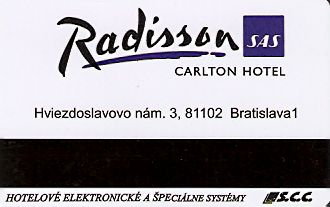 Radisson SAS
CARLTON HOTEL
Hviezdoslavovo nám. 3, 81102 Bratislava1
HOTELOVÉ ELEKTRONICKÉ A ŠPECIÁLNE SYSTÉMY
S.C.C.